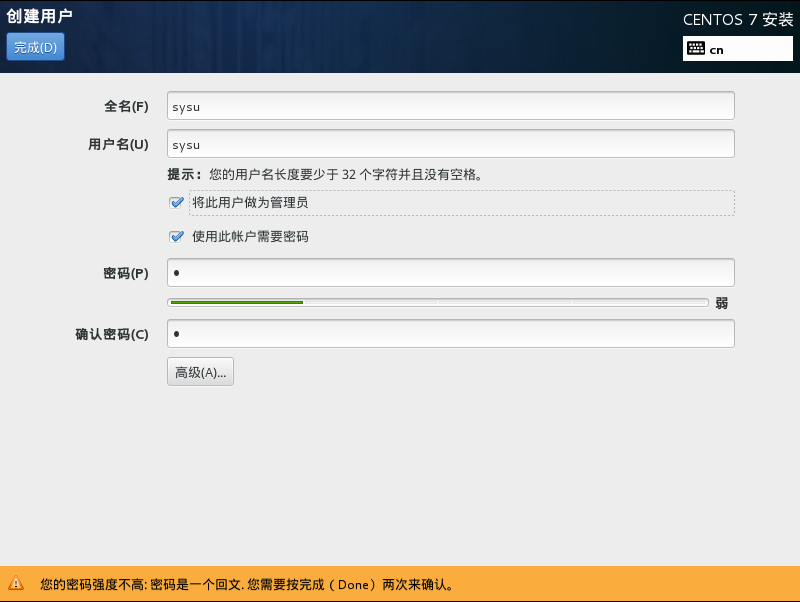 创建用户
CENTOS 7 安装
完成(D)
cn
全名(F)
sysu
用户名(U)
sysu
提示： 您的用户名长度要少于 32 个字符并且没有空格。
将此用户做为管理员
使用此帐户需要密码
密码(P)
●
弱
确认密码(C)
●
高级(A)...
您的密码强度不高: 密码是一个回文. 您需要按完成（Done）两次来确认。